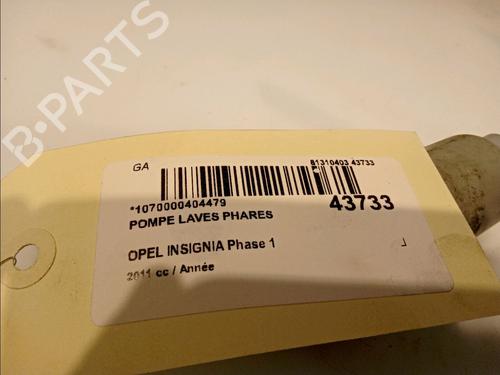 B-PARTS
GA
81310403 43733
*1070000404479
43733
POMPE LAVES PHARES
OPEL INSIGNIA Phase 1
2011 cc / Année